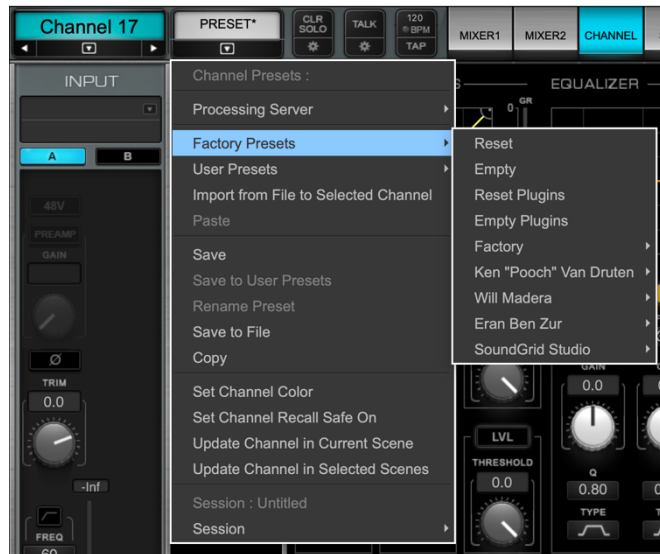 Channel 17
PRESET*
CLR SOLO
TALK
120 BPM
TAP
MIXER1
MIXER2
CHANNEL
INPUT
A
B
48V
PREAMP
GAIN
Ø
TRIM
0.0
-Inf
FREQ
60
Channel Presets :
Processing Server
Factory Presets
User Presets
Import from File to Selected Channel
Paste
Save
Save to User Presets
Rename Preset
Save to File
Copy
Set Channel Color
Set Channel Recall Safe On
Update Channel in Current Scene
Update Channel in Selected Scenes
Session : Untitled
Session
EQUALIZER
0
GR
Reset
Empty
Reset Plugins
Empty Plugins
Factory
Ken "Pooch" Van Druten
Will Madera
Eran Ben Zur
SoundGrid Studio
LVL
THRESHOLD
0.0
GAIN
0.0
Q
0.80
TYPE